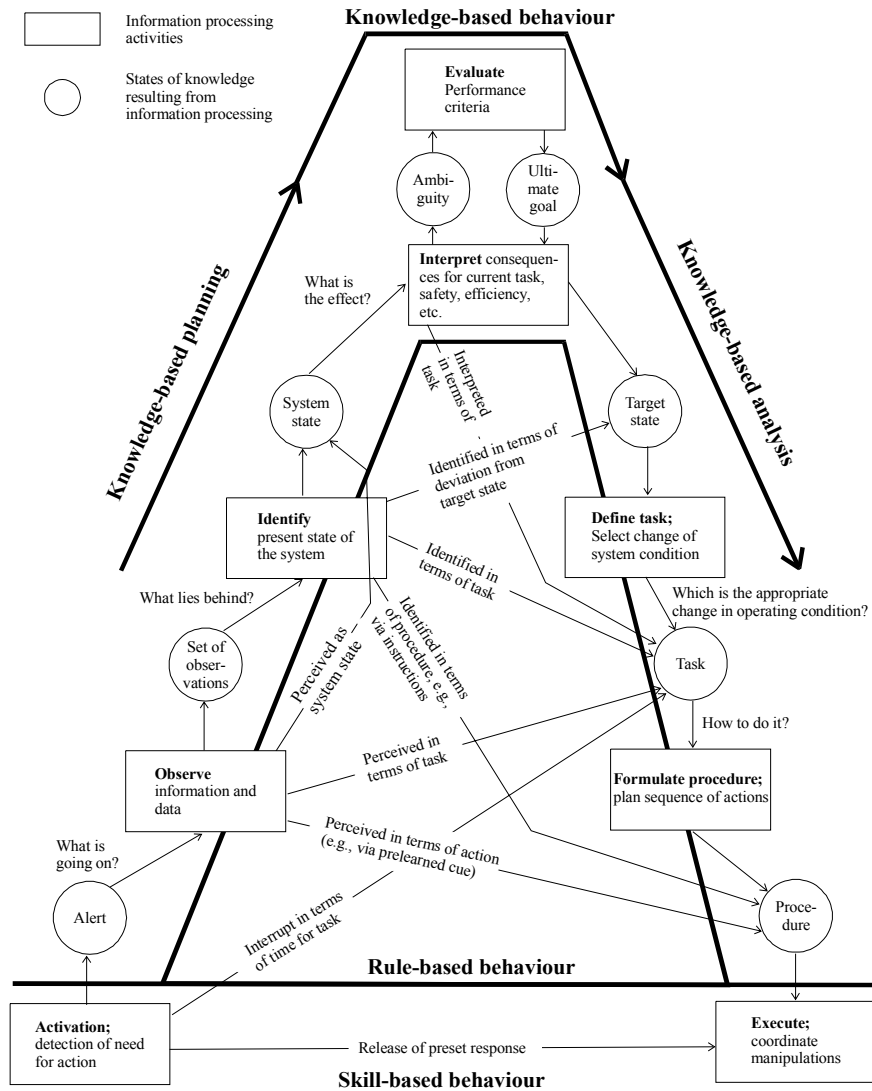 Knowledge-based behaviour
Information processing
activities
States of knowledge
resulting from
information processing
Evaluate
Performance
criteria
Ambi-
guity
Ulti-
mate
goal
Knowledge-based planning
Knowledge-based analysis
What is
the effect?
Interpret consequen-
ces for current task,
safety, efficiency,
etc.
Interpreted
in terms of
task
System
state
Target
state
Identified in terms of
deviation from
target state
Identify
present state of
the system
Define task;
Select change of
system condition
Identified in
terms of task
What lies behind?
Which is the appropriate
change in operating condition?
Identified in terms
of procedure, e.g.,
via instructions
Set of
obser-
vations
Perceived as
system state
Task
How to do it?
Perceived in
terms of task
Observe
information and
data
Formulate procedure;
plan sequence of actions
What is
going on?
Perceived in terms of action
(e.g., via prelearned cue)
Alert
Interrupt in terms
of time for task
Proce-
dure
Rule-based behaviour
Activation;
detection of need
for action
Release of preset response
Execute;
coordinate
manipulations
Skill-based behaviour